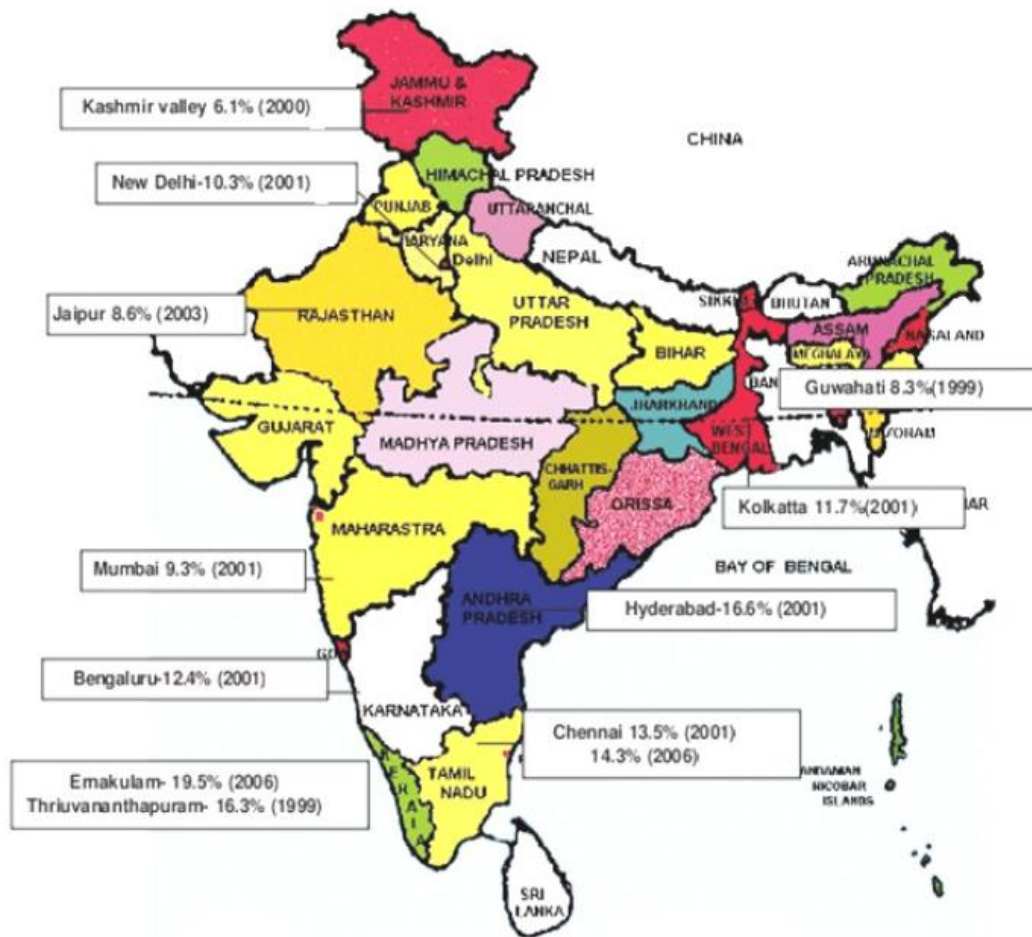 JAMMU &
KASHMIR
Kashmir valley 6.1% (2000)
CHINA
HIMACHAL PRADESH
New Delhi-10.3% (2001)
PUNJAB
UTTARANCHAL
HARYANA
Delhi
NEPAL
ARUNACHAL
PRADESH
SIKKIM
BHUTAN
Jaipur 8.6% (2003)
RAJASTHAN
UTTAR
PRADESH
ASSAM
NAGALAND
BIHAR
MEGHALAYA
BAN
Guwahati 8.3%(1999)
JHARKHAND
GUJARAT
WEST
BENGAL
MIZORAM
MADHYA PRADESH
CHHATTIS-
GARH
ORISSA
Kolkatta 11.7%(2001)
AR
MAHARASTRA
BAY OF BENGAL
Mumbai 9.3% (2001)
ANDHRA
PRADESH
Hyderabad-16.6% (2001)
GO
Bengaluru-12.4% (2001)
KARNATAKA
Chennai 13.5% (2001)
14.3% (2006)
Ernakulam- 19.5% (2006)
Thriuvananthapuram- 16.3% (1999)
KERALA
TAMIL
NADU
ANDAMAN
NICOBAR
ISLANDS
SRI
LANKA